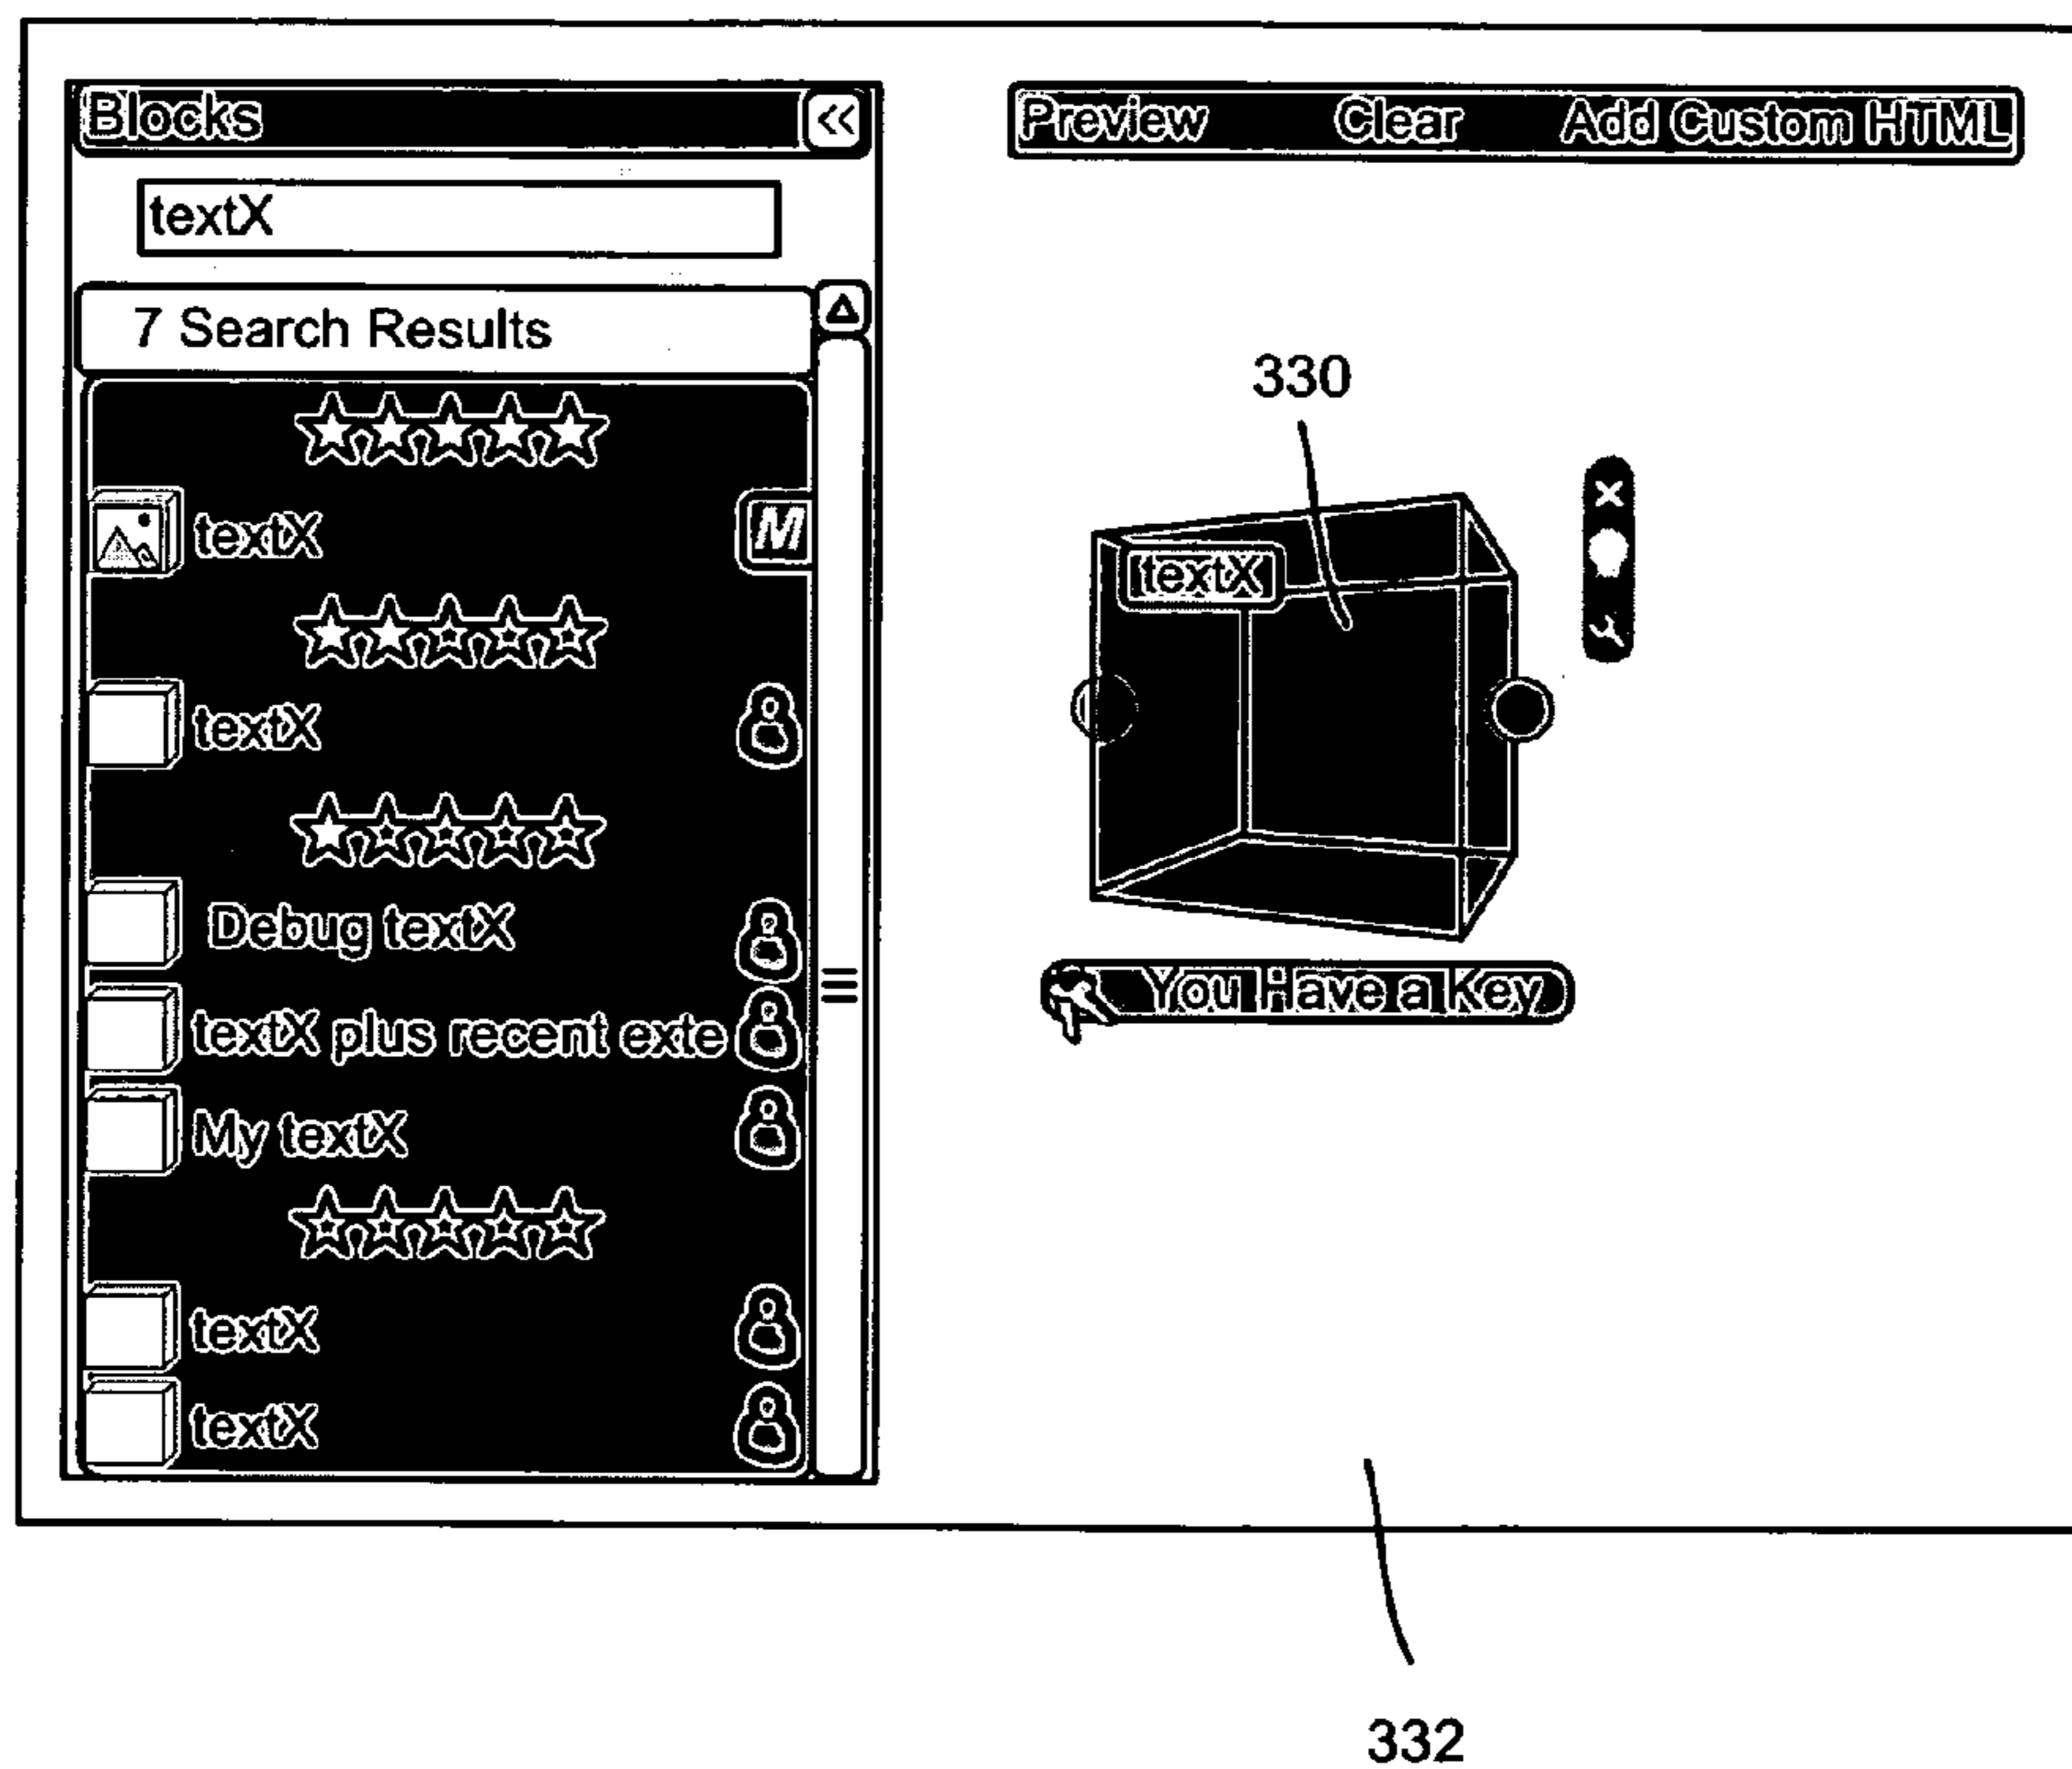 Blocks <<
Preview Clear Add Custom HTML
textX
7 Search Results
330
textX M
textX
textX
Debug textX
You Have a Key
textX plus recent exte
My textX
textX
textX
332